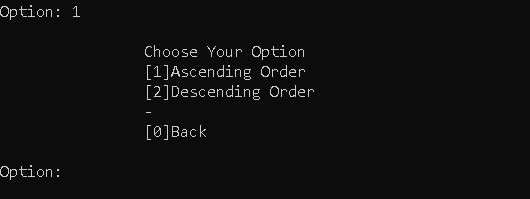 Option: 1
Choose Your Option
[1]Ascending Order
[2]Descending Order
-
[0]Back
Option: